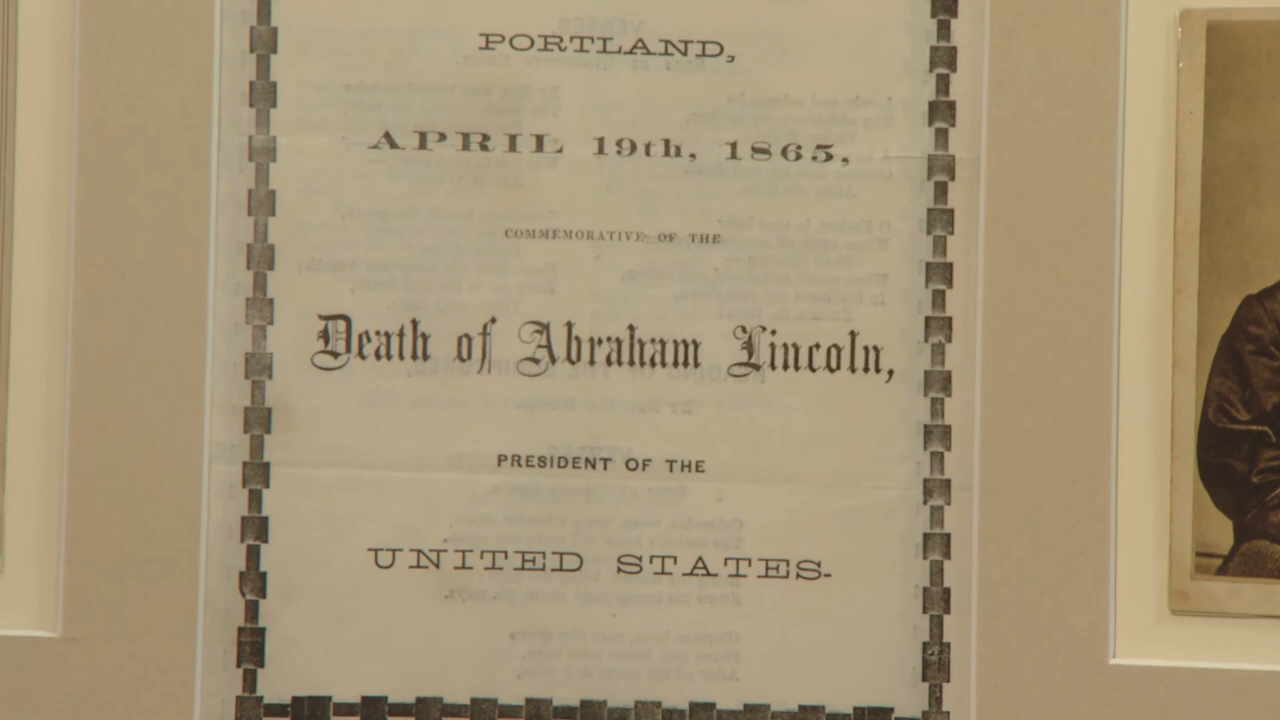 PORTLAND,
APRIL 19th, 1865,
COMMEMORATIVE OF THE
Death of Abraham Lincoln,
PRESIDENT OF THE
UNITED STATES-